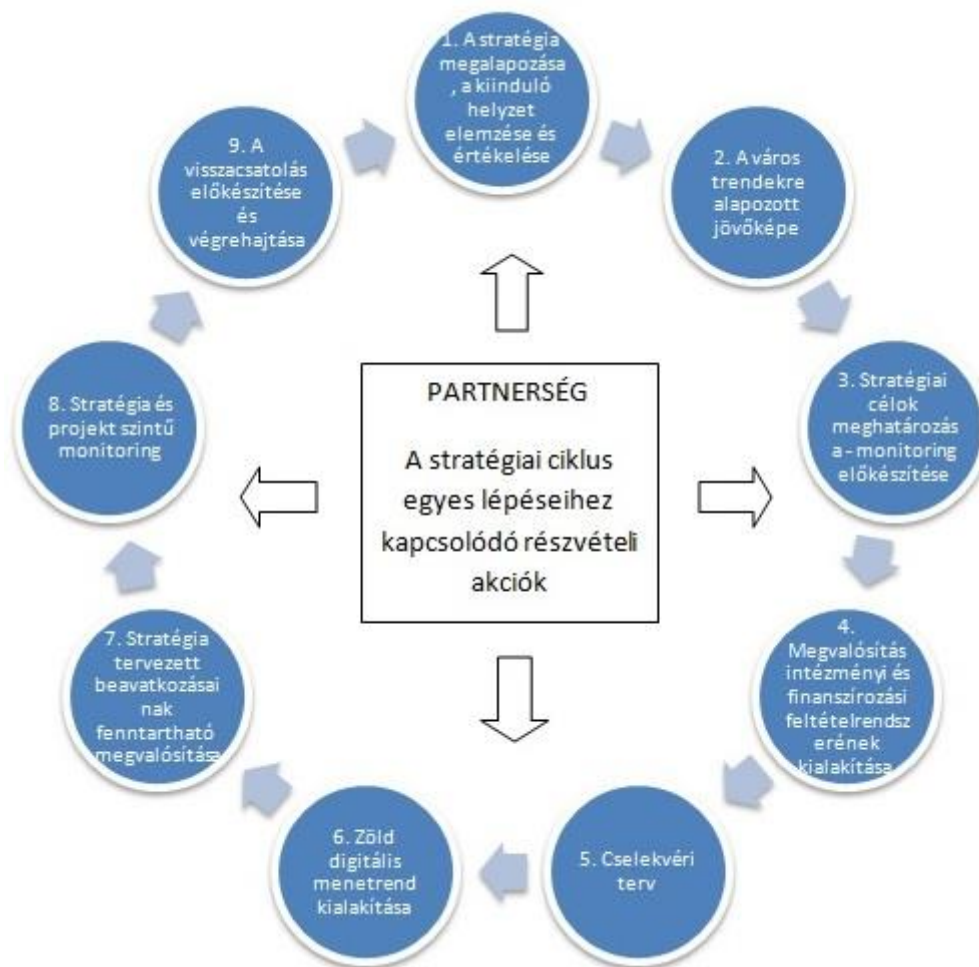 1. A stratégia
megalapozása
, a kiinduló
helyzet
elemzése és
értékelése
2. A város
trendekre
alapozott
jövőképe
3. Stratégiai
célok
meghatározás
a - monitoring
előkészítése
4.
Megvalósítás
intézményi és
finanszírozási
feltételrendsz
erének
kialakítása
5. Cselekvéri
terv
6. Zöld
digitális
menetrend
kialakítása
7. Stratégia
tervezett
beavatkozásai
nak
fenntartható
megvalósítása
8. Stratégia és
projekt szintű
monitoring
9. A
visszacsatolás
előkészítése
és
végrehajtása
PARTNERSÉG
A stratégiai ciklus
egyes lépéseihez
kapcsolódó részvételi
akciók